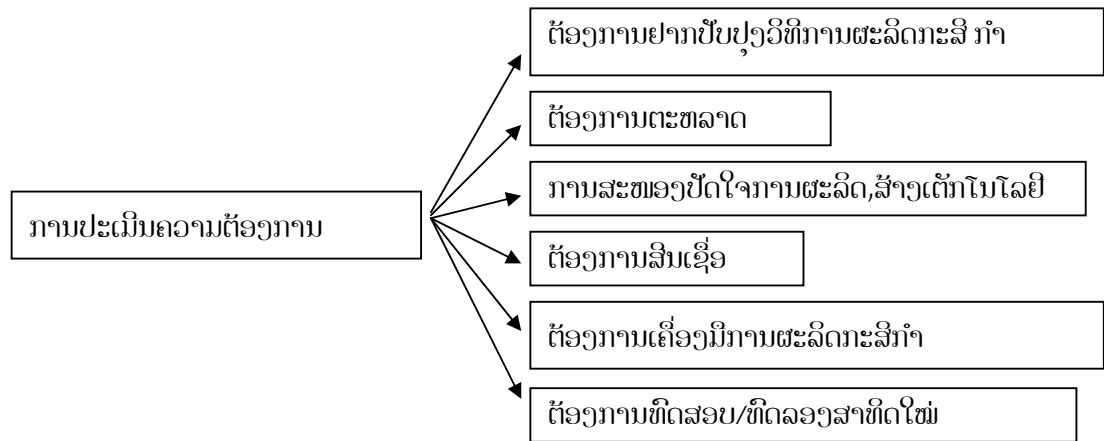 ຕ້ອງການຢາກປັບປຸງວິທີການຜະລິດກະສິ ກຳ
ຕ້ອງການຕະຫລາດ
ການສະໜອງປັດໃຈການຜະລິດ,ສ້າງເຕັກໂນໂລຢີ
ການປະເມີນຄວາມຕ້ອງການ
ຕ້ອງການສິນເຊື່ອ
ຕ້ອງການເຄື່ອງມືການຜະລິດກະສິກຳ
ຕ້ອງການທົດສອບ/ທົດລອງສາທິດໃໝ່